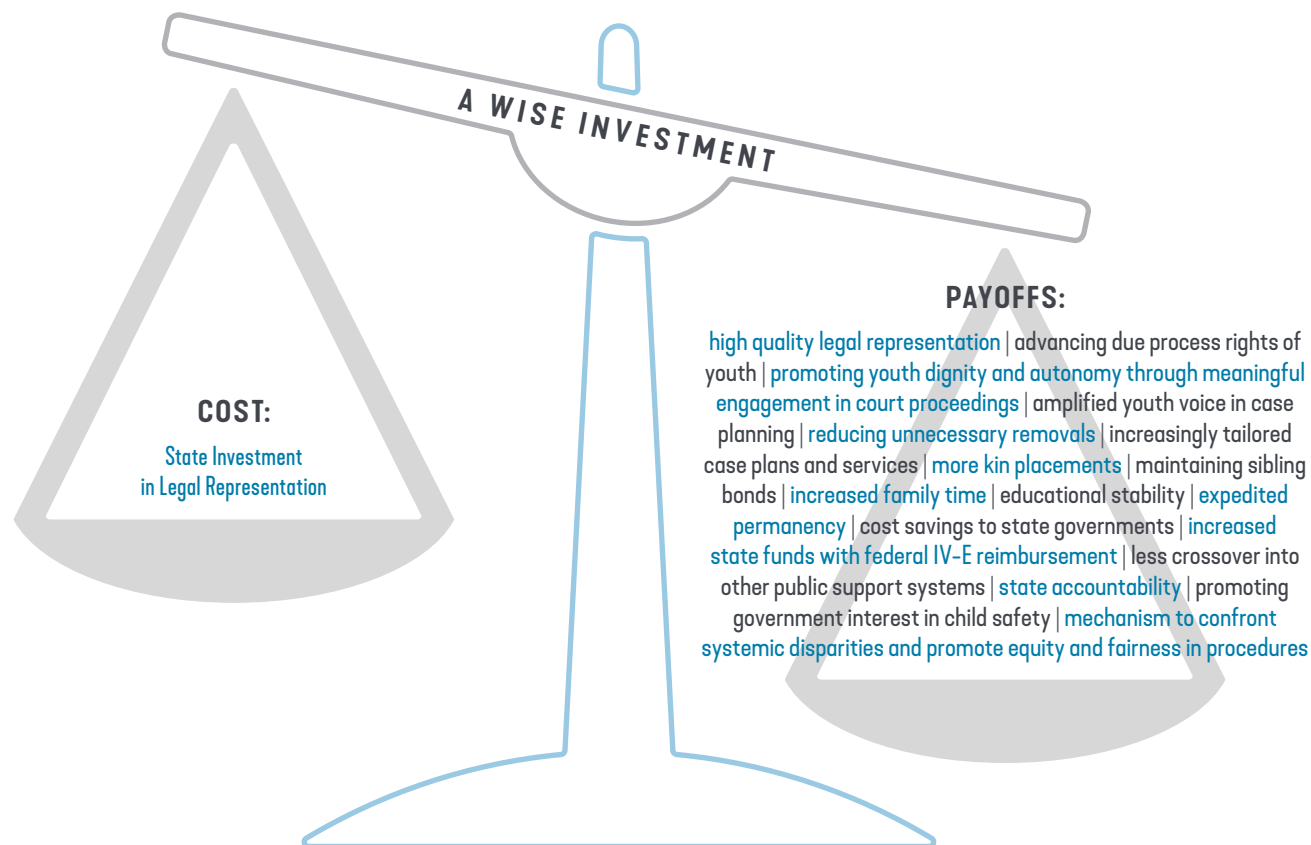 A WISE INVESTMENT
COST:
State Investment
in Legal Representation
PAYOFFS:
high quality legal representation | advancing due process rights of
youth | promoting youth dignity and autonomy through meaningful
engagement in court proceedings | amplified youth voice in case
planning | reducing unnecessary removals | increasingly tailored
case plans and services | more kin placements | maintaining sibling
bonds | increased family time | educational stability | expedited
permanency | cost savings to state governments | increased
state funds with federal IV-E reimbursement | less crossover into
other public support systems | state accountability | promoting
government interest in child safety | mechanism to confront
systemic disparities and promote equity and fairness in procedures